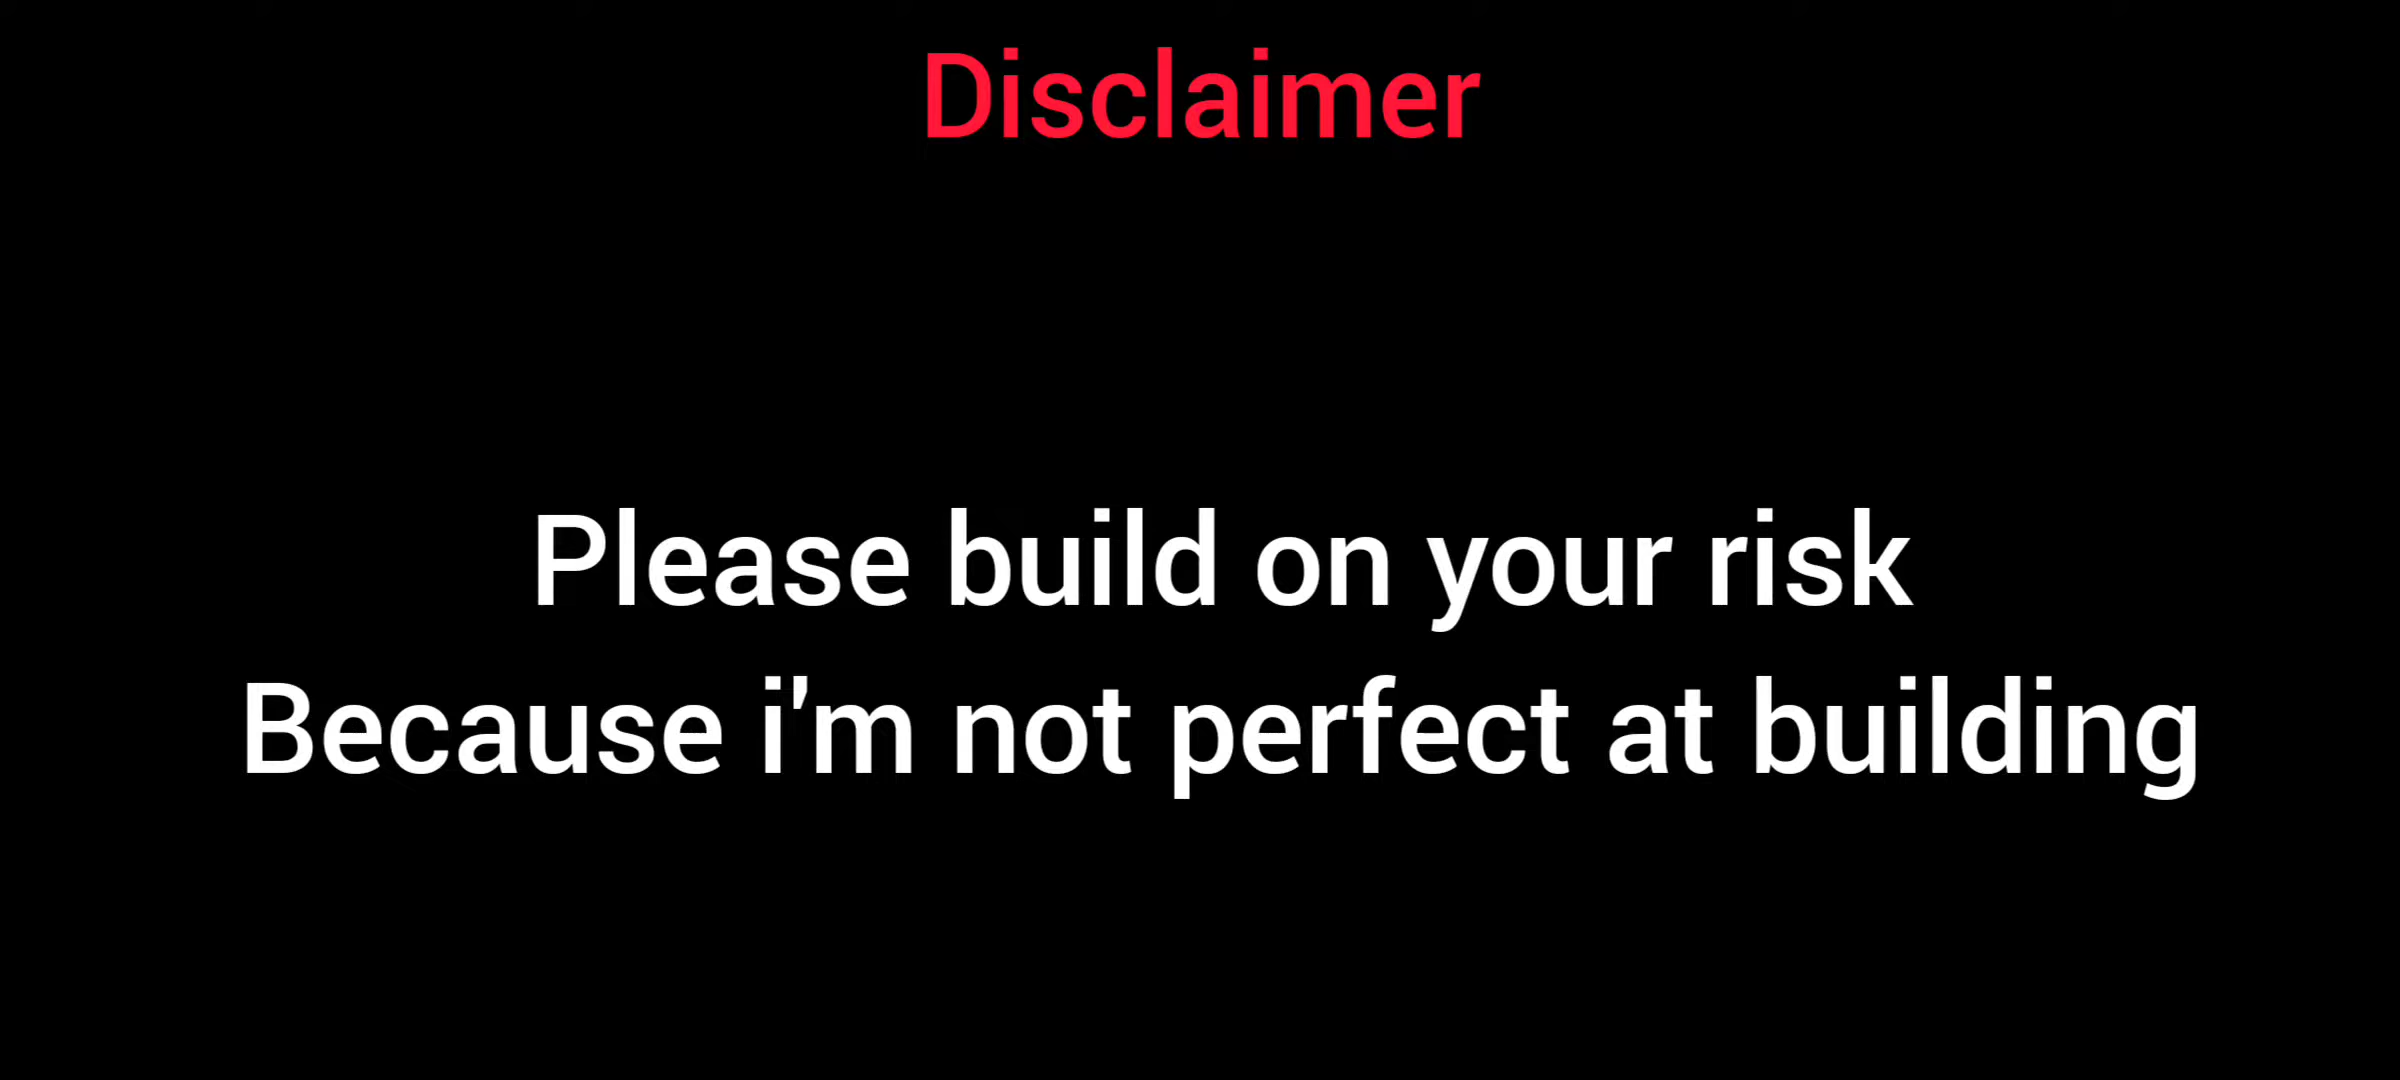 Disclaimer
Please build on your risk
Because i'm not perfect at building